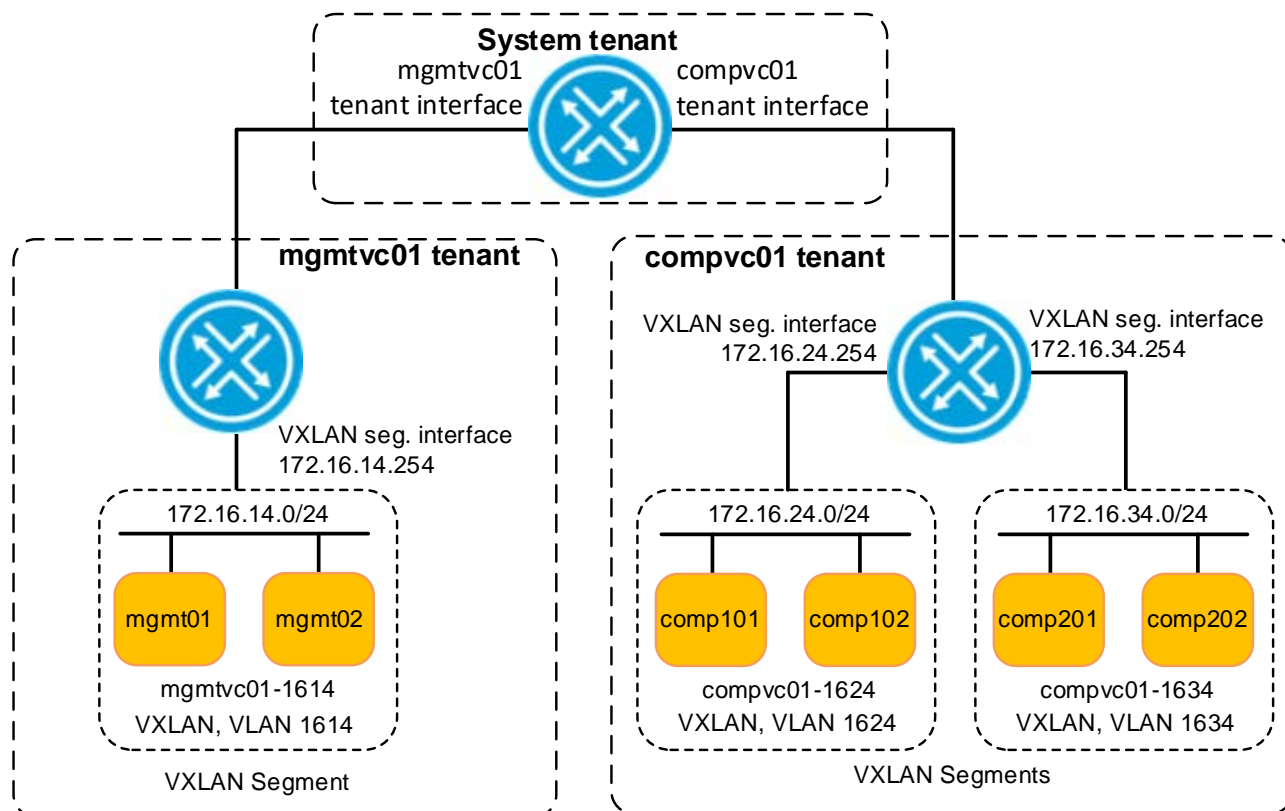 System tenant
mgmtvc01
tenant interface
compvc01
tenant interface
mgmtvc01 tenant
compvc01 tenant
VXLAN seg. interface
172.16.14.254
VXLAN seg. interface
172.16.24.254
VXLAN seg. interface
172.16.34.254
172.16.14.0/24
mgmt01
mgmt02
mgmtvc01-1614
VXLAN, VLAN 1614
VXLAN Segment
172.16.24.0/24
comp101
comp102
compvc01-1624
VXLAN, VLAN 1624
172.16.34.0/24
comp201
comp202
compvc01-1634
VXLAN, VLAN 1634
VXLAN Segments